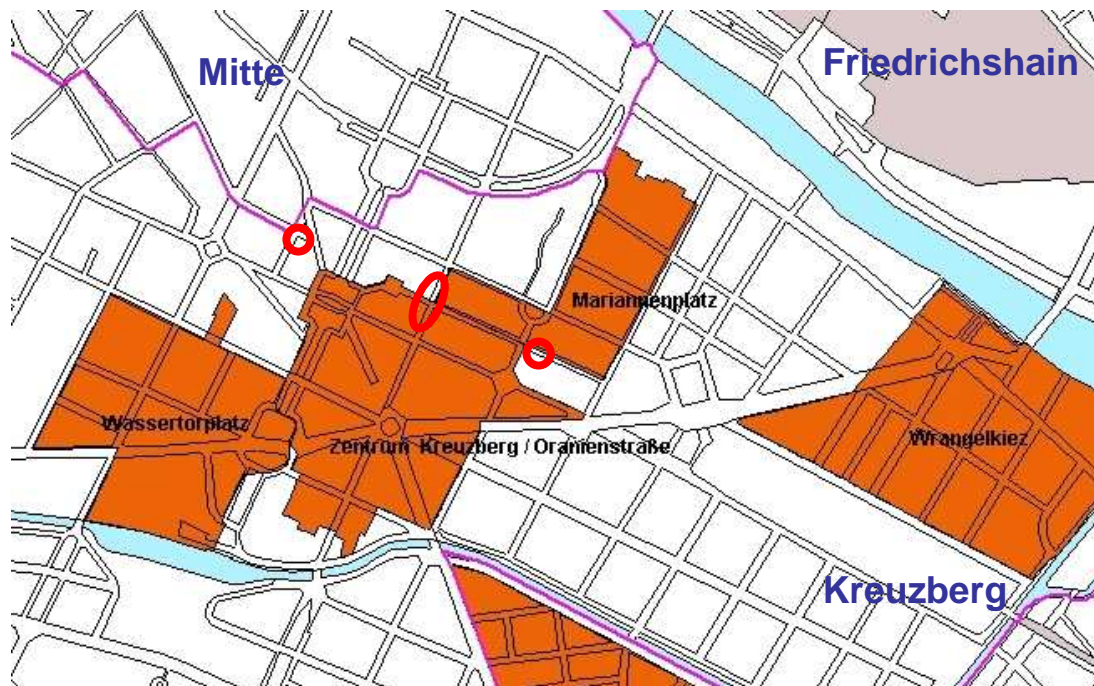 Mitte
Friedrichshain
Mariannenplatz
Wassertorplatz
Zentrum Kreuzberg / Oranienstraße
Wrangelkiez
Kreuzberg